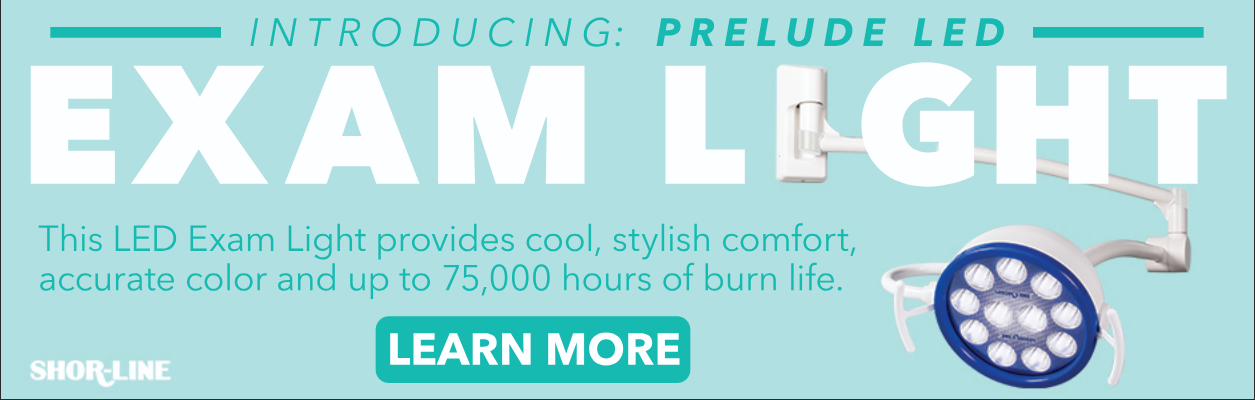 INTRODUCING: PRELUDE LED
EXAM LIGHT
This LED Exam Light provides cool, stylish comfort,
accurate color and up to 75,000 hours of burn life.
LEARN MORE
SHOR-LINE